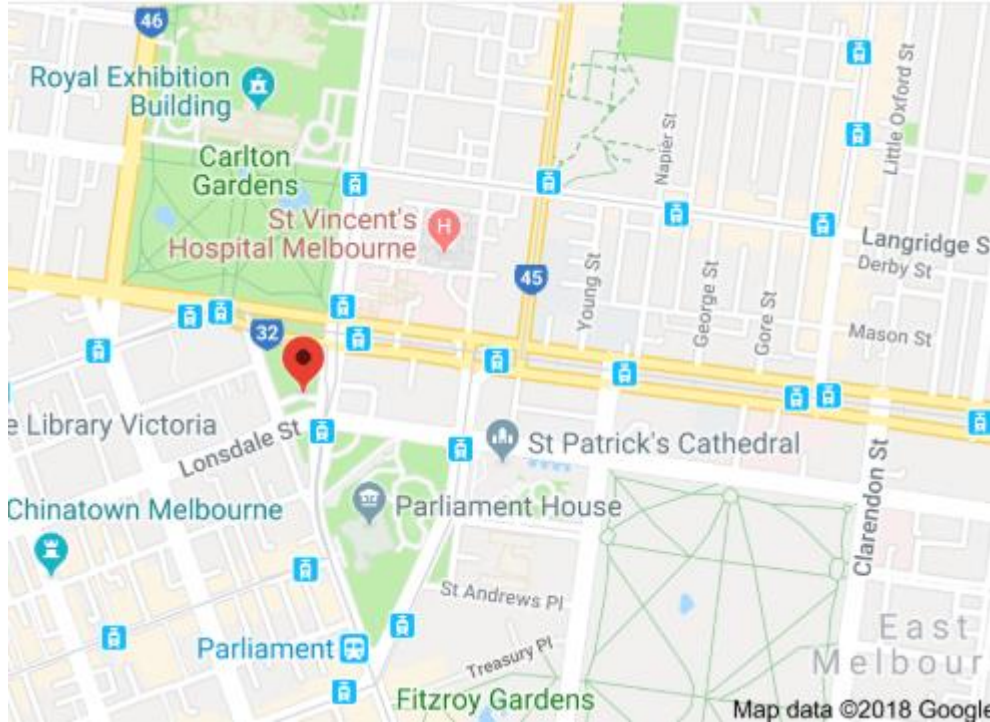 46
Royal Exhibition
Building
Carlton
Gardens
Napier St
Little Oxford St
St Vincent's
Hospital Melbourne
H
Langridge S
Derby St
45
Young St
George St
Gore St
Mason St
32
e Library Victoria
Lonsdale St
St Patrick's Cathedral
Clarendon St
Parliament House
Chinatown Melbourne
St Andrews Pl
East
Melbour
Parliament
Treasury Pl
Fitzroy Gardens
Map data ©2018 Google